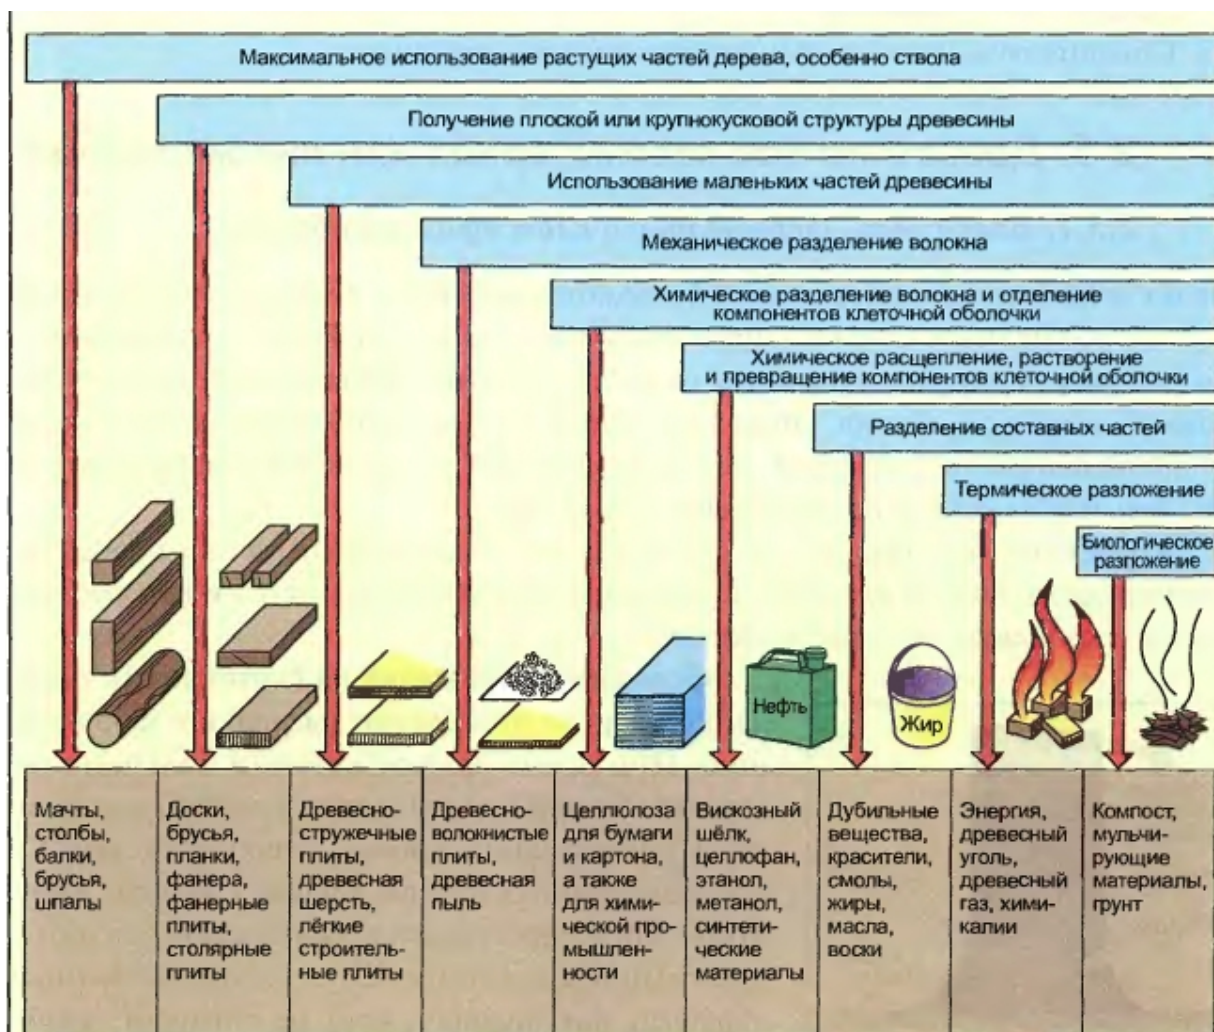 Максимальное использование растущих частей дерева, особенно ствола
Получение плоской или крупнокусковой структуры древесины
Использование маленьких частей древесины
Механическое разделение волокна
Химическое разделение волокна и отделение
компонентов клеточной оболочки
Химическое расщепление, растворение
и превращение компонентов клеточной оболочки
Разделение составных частей
Термическое разложение
Биологическое
разложение
Нефть
Жир
Мачты,
столбы,
балки,
брусья,
шпалы
Доски,
брусья,
планки,
фанера,
фанерные
плиты,
столярные
плиты
Древесно-
стружечные
плиты,
древесная
шерсть,
лёгкие
строитель-
ные плиты
Древесно-
волокнистые
плиты,
древесная
пыль
Целлюлоза
для бумаги
и картона,
а также
для хими-
ческой про-
мышлен-
ности
Вискозный
шёлк,
целлофан,
этанол,
метанол,
синтети-
ческие
материалы
Дубильные
вещества,
красители,
смолы,
жиры,
масла,
воски
Энергия,
древесный
уголь,
древесный
газ, хими-
калии
Компост,
мульчи-
рующие
материалы,
грунт